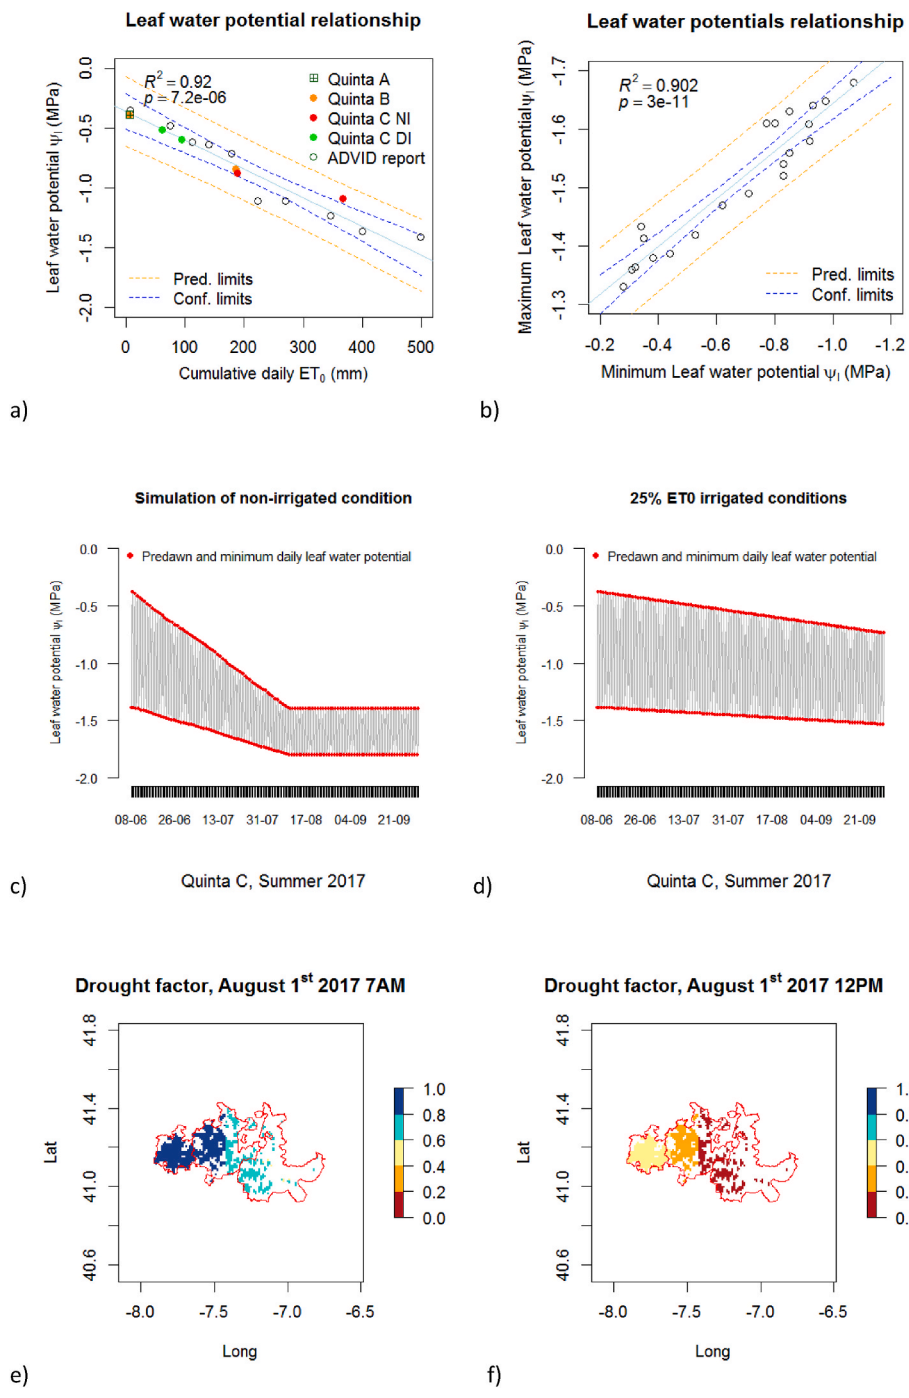 Leaf water potential relationship
Leaf water potential ψl (MPa)
0.0
-0.5
-1.0
-1.5
-2.0
R2 = 0.92
p = 7.2e-06
Quinta A
Quinta B
Quinta C NI
Quinta C DI
ADVID report
Pred. limits
Conf. limits
0 100 200 300 400 500
Cumulative daily ET0 (mm)
a)
Leaf water potentials relationship
Maximum Leaf water potential ψl (MPa)
-1.7
-1.6
-1.5
-1.4
-1.3
R2 = 0.902
p = 3e-11
Pred. limits
Conf. limits
-0.2 -0.4 -0.6 -0.8 -1.0 -1.2
Minimum Leaf water potential ψl (MPa)
b)
Simulation of non-irrigated condition
Predawn and minimum daily leaf water potential
Leaf water potential ψl (MPa)
0.0
-0.5
-1.0
-1.5
-2.0
08-06 26-06 13-07 31-07 17-08 04-09 21-09
c)
Quinta C, Summer 2017
25% ET0 irrigated conditions
Predawn and minimum daily leaf water potential
Leaf water potential ψl (MPa)
0.0
-0.5
-1.0
-1.5
-2.0
08-06 26-06 13-07 31-07 17-08 04-09 21-09
d)
Quinta C, Summer 2017
Drought factor, August 1st 2017 7AM
Lat
41.8
41.4
41.0
40.6
1.0
0.8
0.6
0.4
0.2
0.0
-8.0 -7.5 -7.0 -6.5
Long
e)
Drought factor, August 1st 2017 12PM
Lat
41.8
41.4
41.0
40.6
1.
0.
0.
0.
0.
0.
-8.0 -7.5 -7.0 -6.5
Long
f)